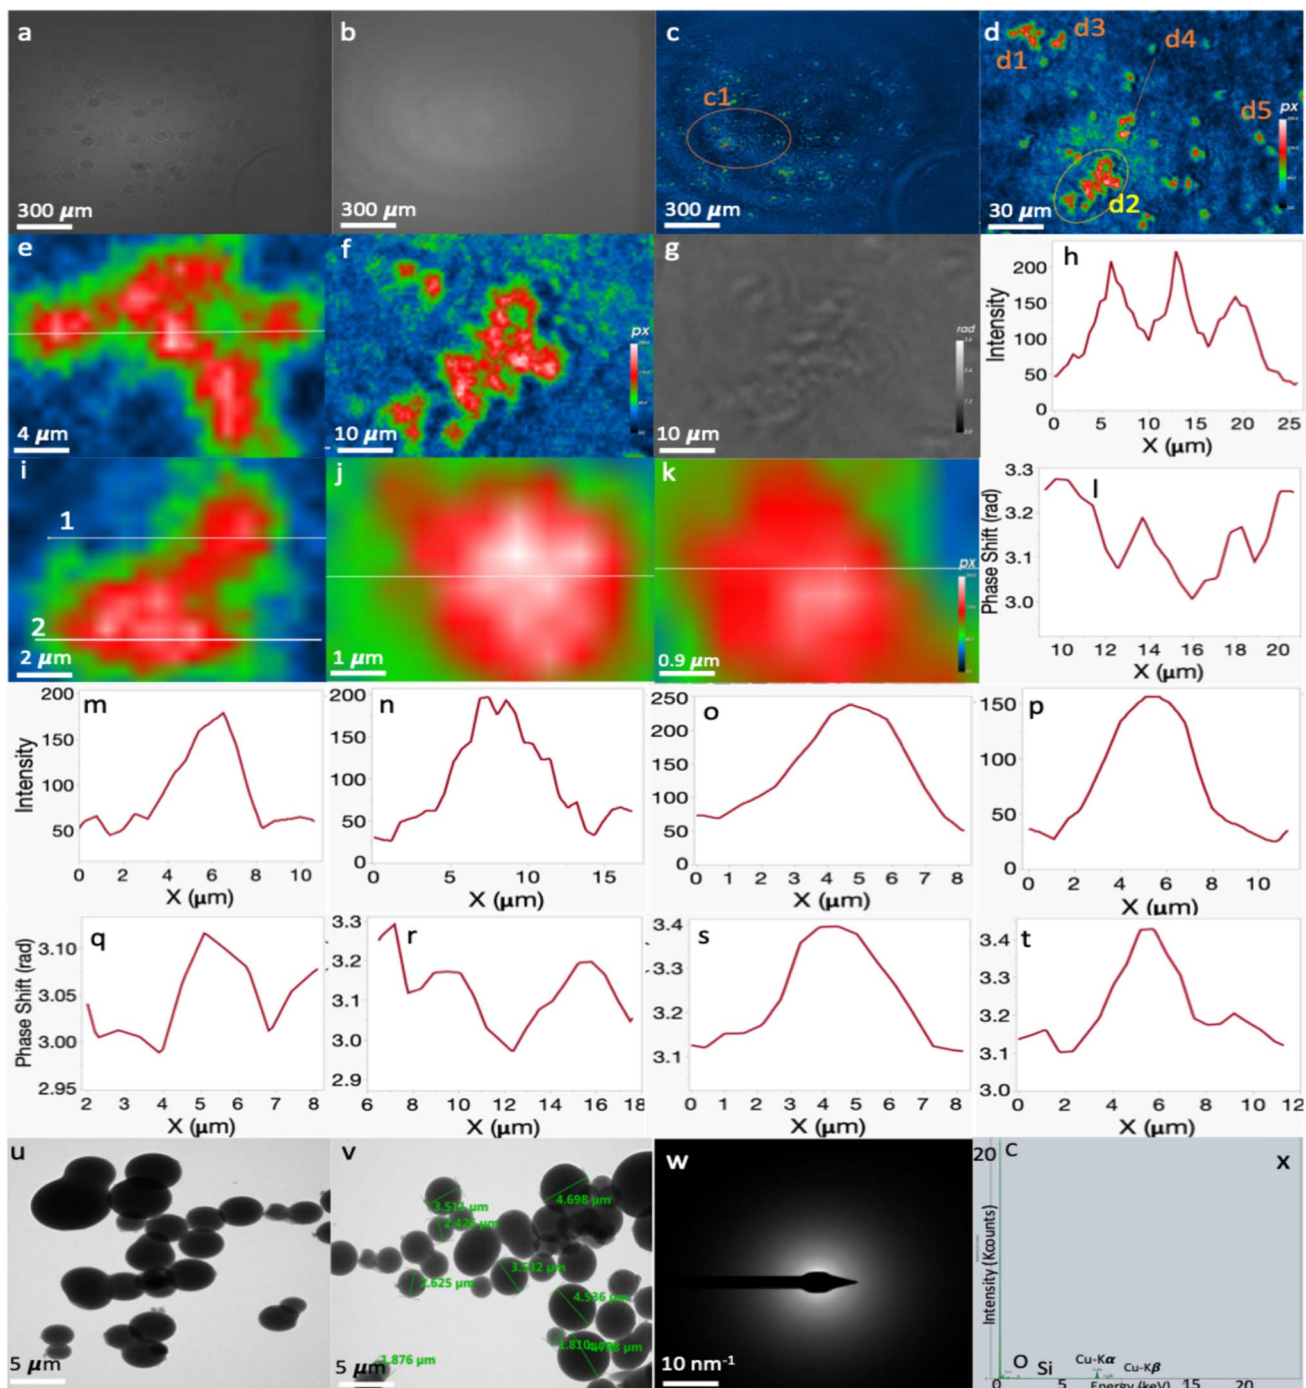 a
300 μm
b
300 μm
c
c1
300 μm
d
d1
d3
d4
d5
px
d2
30 μm
e
4 μm
f
px
10 μm
g
rad
10 μm
h
Intensity
200
150
100
50
0
0 5 10 15 20 25
X (μm)
i
1
2
2 μm
j
1 μm
k
px
0.9 μm
l
Phase Shift (rad)
3.3
3.2
3.1
3.0
10 12 14 16 18 20
X (μm)
m
Intensity
200
150
100
50
0 2 4 6 8 10
X (μm)
n
200
150
100
50
0
0 5 10 15
X (μm)
o
250
200
150
100
50
0
0 1 2 3 4 5 6 7 8
X (μm)
p
150
100
50
0
0 2 4 6 8 10
X (μm)
q
Phase Shift (rad)
3.10
3.05
3.00
2.95
2 3 4 5 6 7 8
X (μm)
r
3.3
3.2
3.1
3.0
2.9
6 8 10 12 14 16 18
X (μm)
s
3.4
3.3
3.2
3.1
0 1 2 3 4 5 6 7 8
X (μm)
t
3.4
3.3
3.2
3.1
3.0
0 2 4 6 8 10 12
X (μm)
u
5 μm
v
3.511 μm
4.698 μm
3.532 μm
4.936 μm
5 μm
w
10 nm-1
x
20
C
Intensity (Kcounts)
O
Si
Cu-Kα
Cu-Kβ
0 5 15 20
Energy (keV)